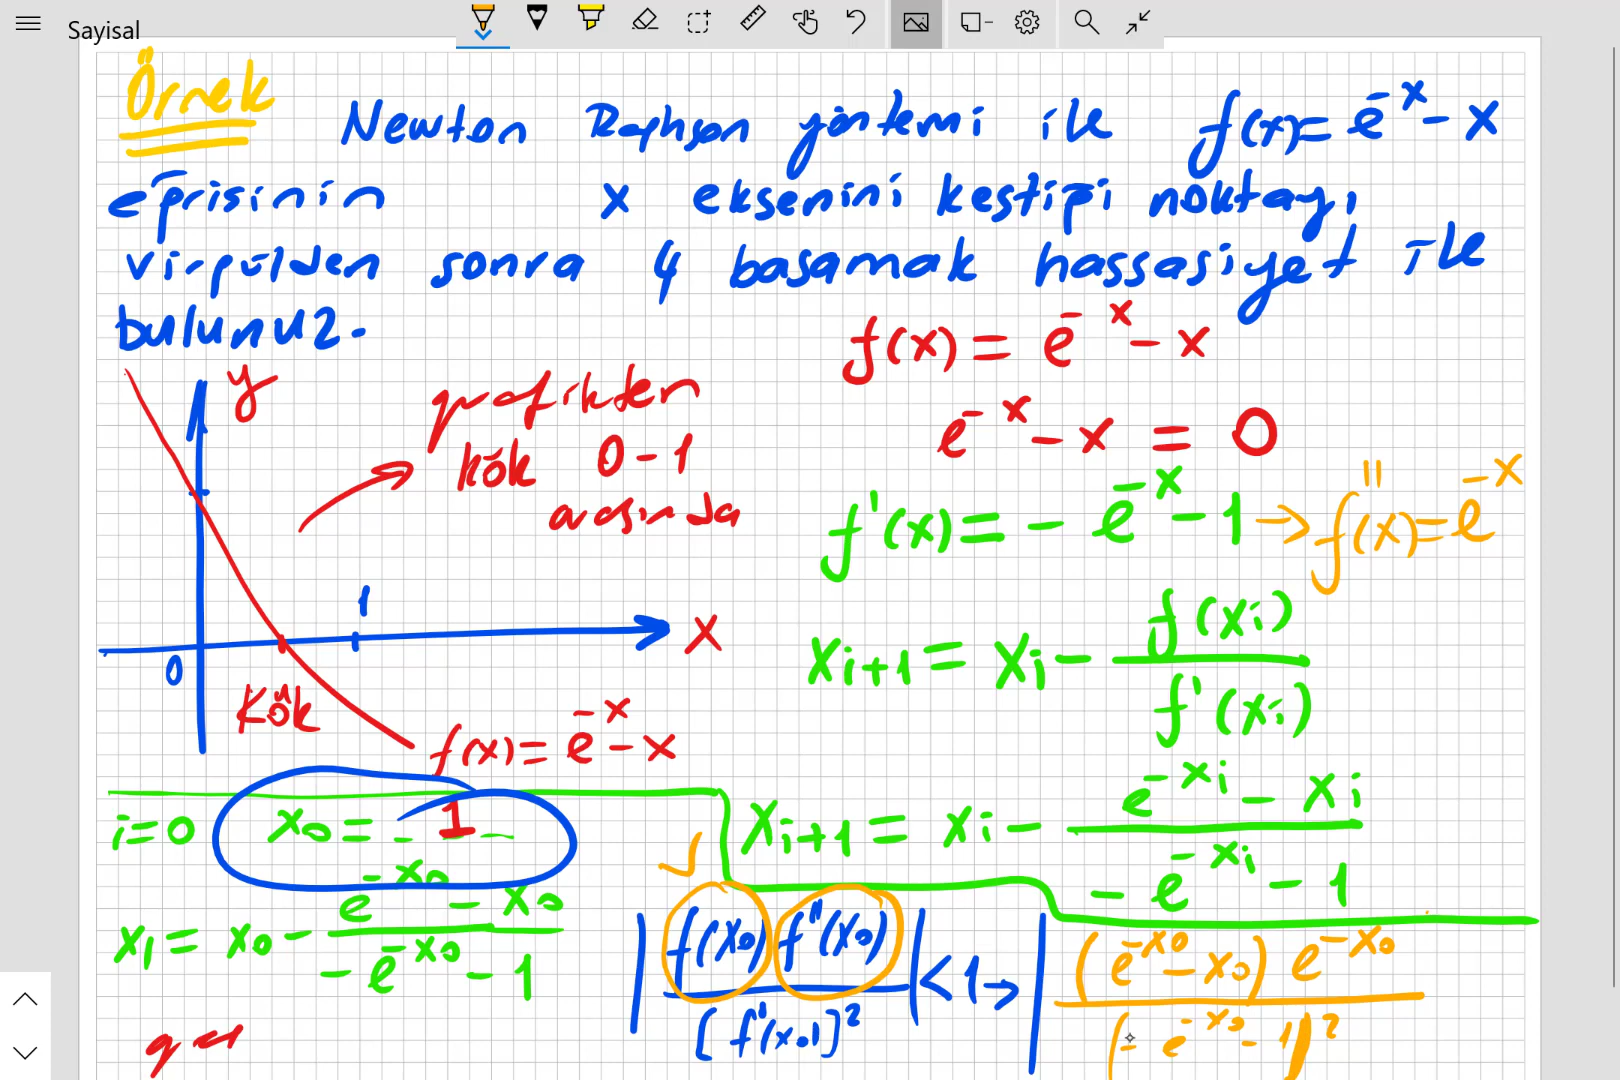 Sayisal
Örnek
Newton Raphson yöntemi ile f(x) = e^-x - x
eğrisinin x eksenini kestiği noktayı
virgülden sonra 4 basamak hassasiyet ile
bulunuz.
f(x) = e^-x - x
e^-x - x = 0
f'(x) = - e^-x - 1 → f''(x) = e^-x
x_i+1 = x_i - f(x_i) / f'(x_i)
x_i+1 = x_i - (e^-x_i - x_i) / (- e^-x_i - 1)
y
grafikten
kök 0-1
arasında
1
0
x
kök
f(x) = e^-x - x
i=0 x_0 = 1
x_1 = x_0 - (e^-x_0 - x_0) / (- e^-x_0 - 1)
| f(x_0) f''(x_0) / [f'(x_0)]^2 | < 1 → | (e^-x_0 - x_0) e^-x_0 / (- e^-x_0 - 1)^2